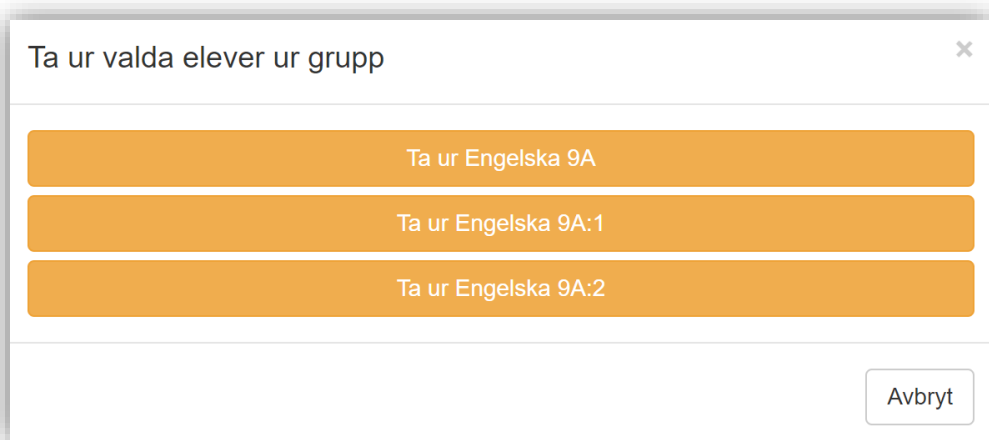 Ta ur valda elever ur grupp
×
Ta ur Engelska 9A
Ta ur Engelska 9A:1
Ta ur Engelska 9A:2
Avbryt